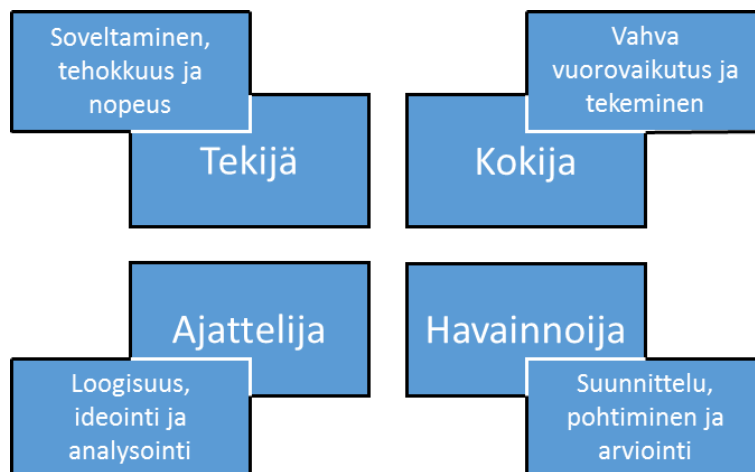 Soveltaminen,
tehokkuus ja
nopeus
Tekijä
Vahva
vuorovaikutus ja
tekeminen
Kokija
Ajattelija
Loogisuus,
ideointi ja
analysointi
Havainnoija
Suunnittelu,
pohtiminen ja
arviointi